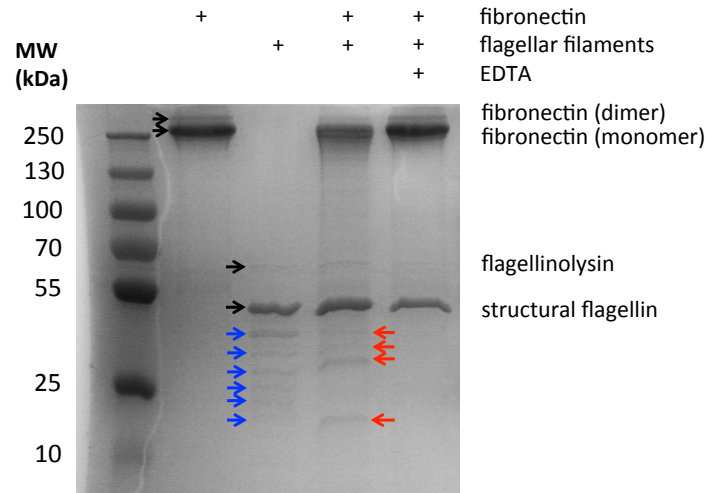 + + + fibronectin
+ + + flagellar filaments
+ EDTA
MW
(kDa)
fibronectin (dimer)
fibronectin (monomer)
250
130
100
70
flagellinolysin
55
structural flagellin
25
10